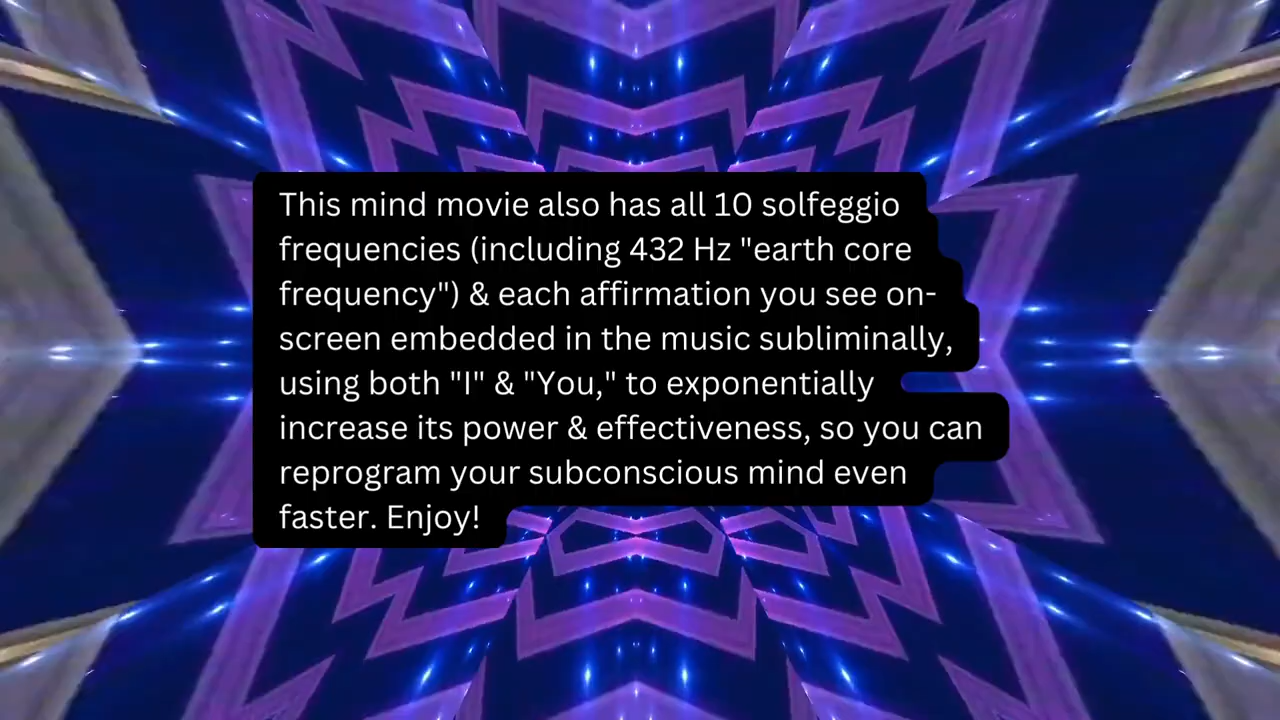 This mind movie also has all 10 solfeggio
frequencies (including 432 Hz "earth core
frequency") & each affirmation you see on-
screen embedded in the music subliminally,
using both "I" & "You," to exponentially
increase its power & effectiveness, so you can
reprogram your subconscious mind even
faster. Enjoy!